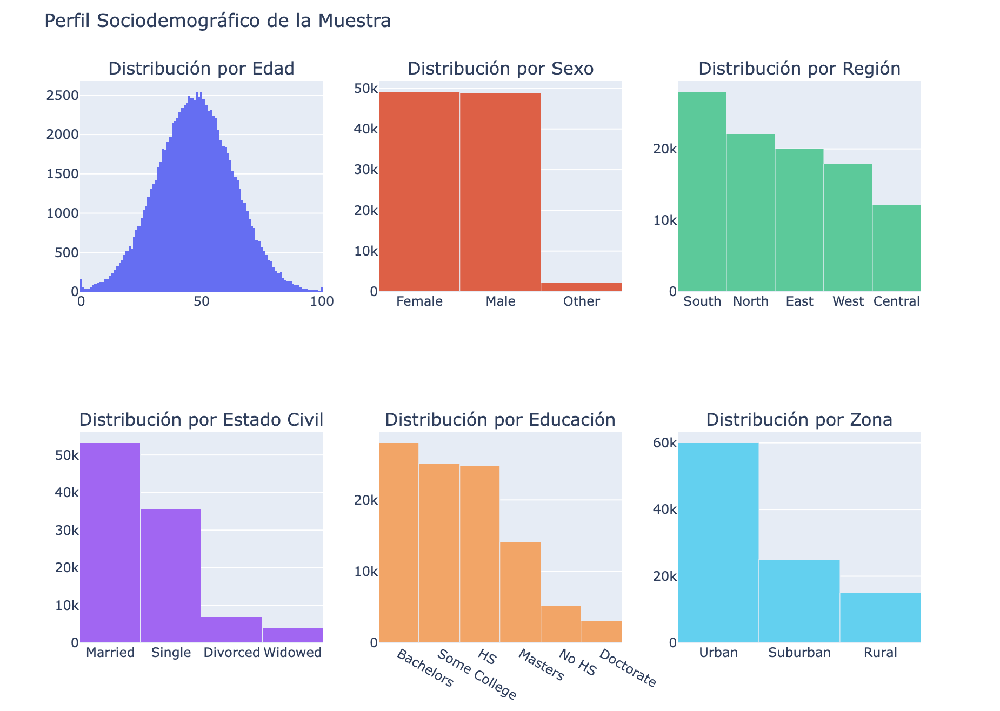 Perfil Sociodemográfico de la Muestra
Distribución por Edad
2500
2000
1500
1000
500
0
0 50 100
Distribución por Sexo
50k
40k
30k
20k
10k
0
Female Male Other
Distribución por Región
20k
10k
0
South North East West Central
Distribución por Estado Civil
50k
40k
30k
20k
10k
0
Married Single Divorced Widowed
Distribución por Educación
20k
10k
0
Bachelors
Some College
HS
Masters
No HS
Doctorate
Distribución por Zona
60k
40k
20k
0
Urban Suburban Rural